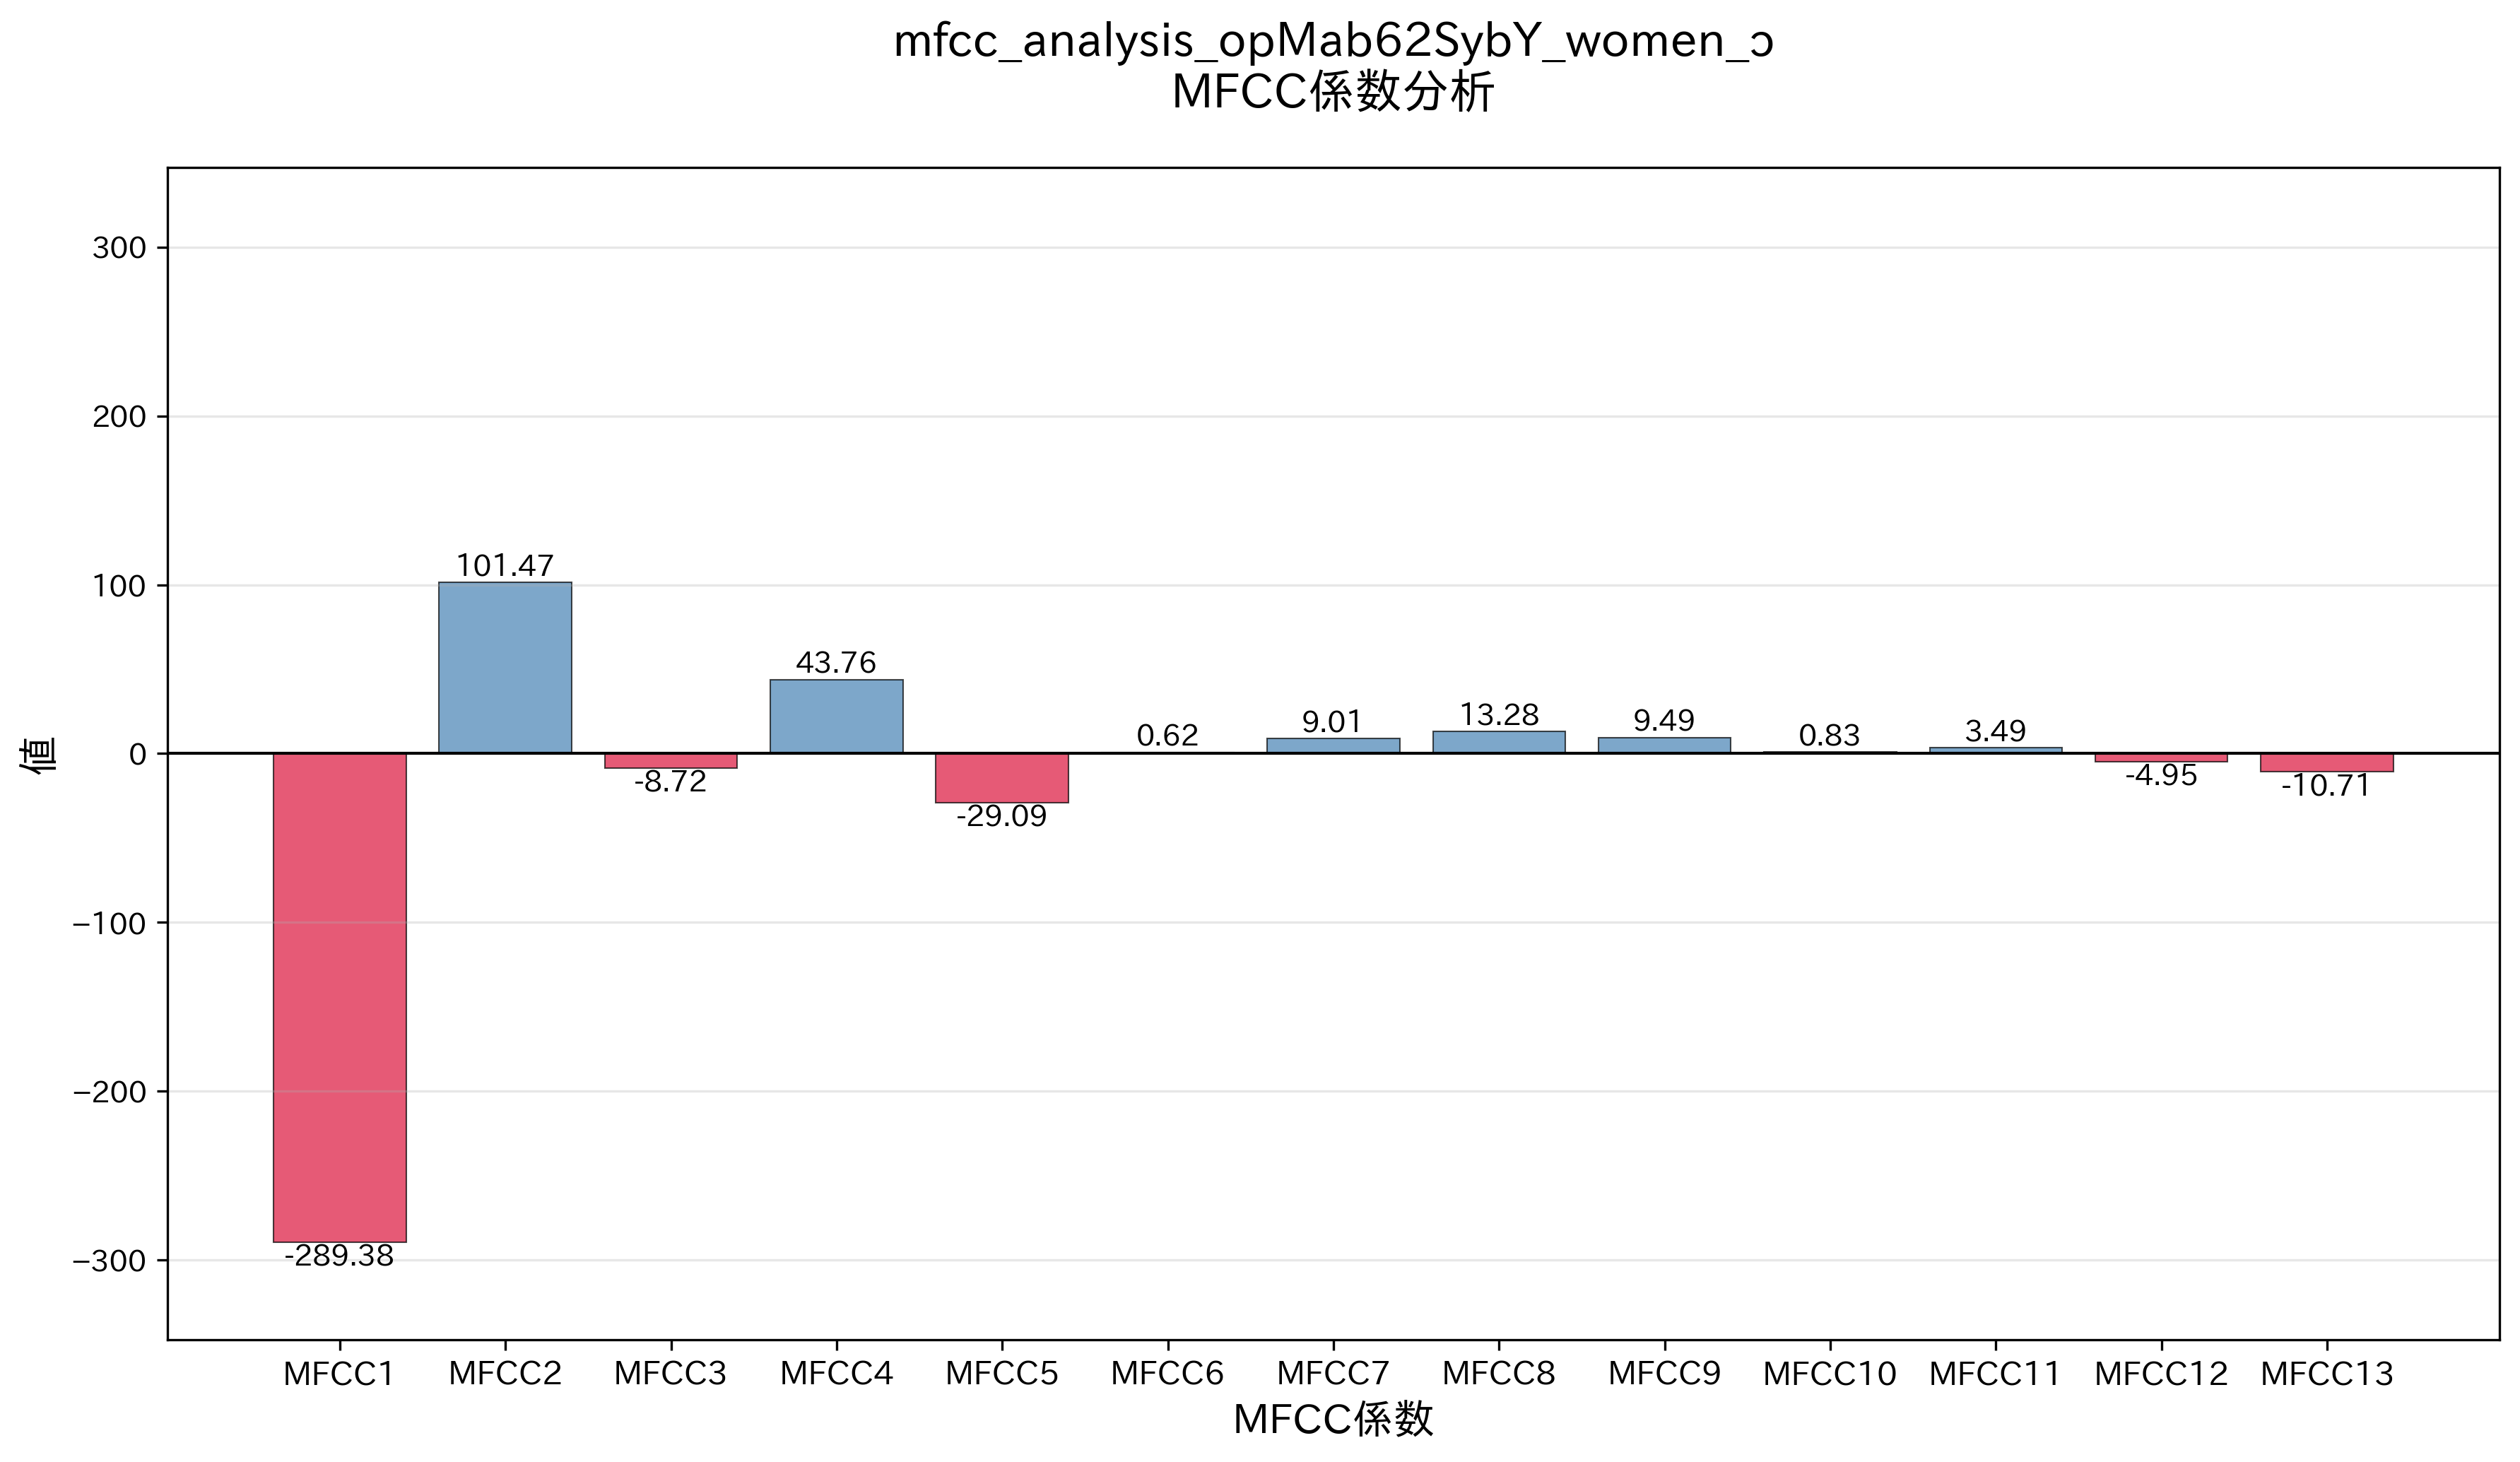 mfcc_analysis_opMab62SybY_women_ɔ
MFCC係数分析
値
300
200
100
0
−100
−200
−300
-289.38
101.47
-8.72
43.76
-29.09
0.62
9.01
13.28
9.49
0.83
3.49
-4.95
-10.71
MFCC1
MFCC2
MFCC3
MFCC4
MFCC5
MFCC6
MFCC7
MFCC8
MFCC9
MFCC10
MFCC11
MFCC12
MFCC13
MFCC係数